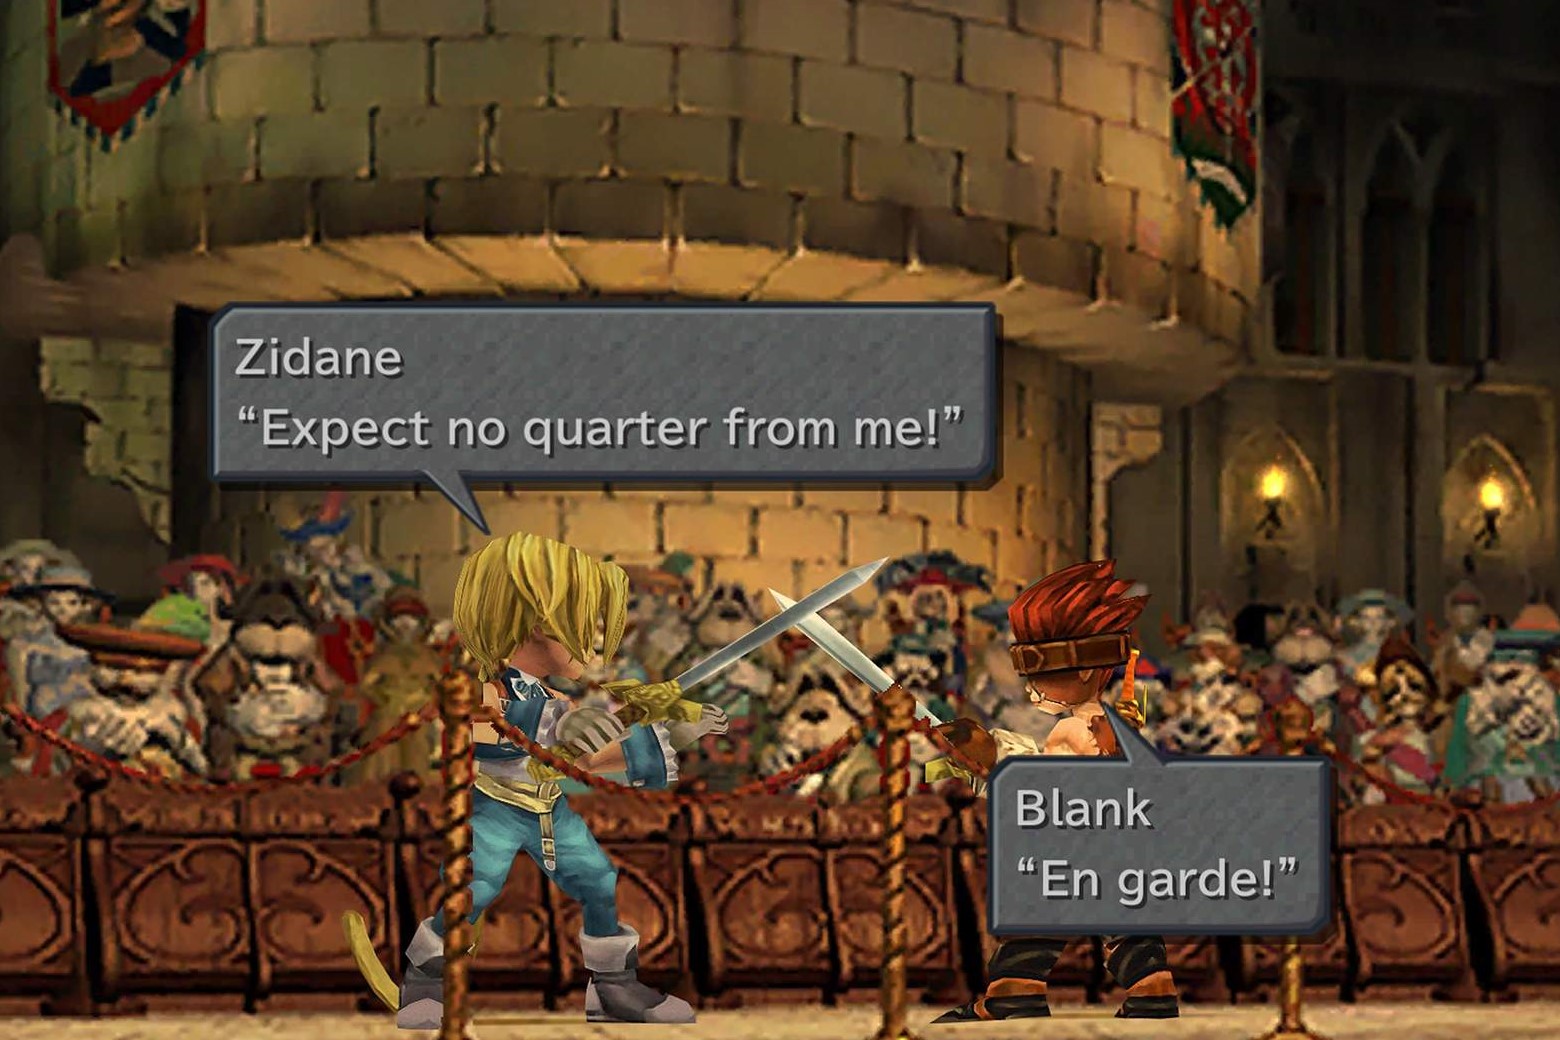 Zidane
“Expect no quarter from me!”
Blank
“En garde!”